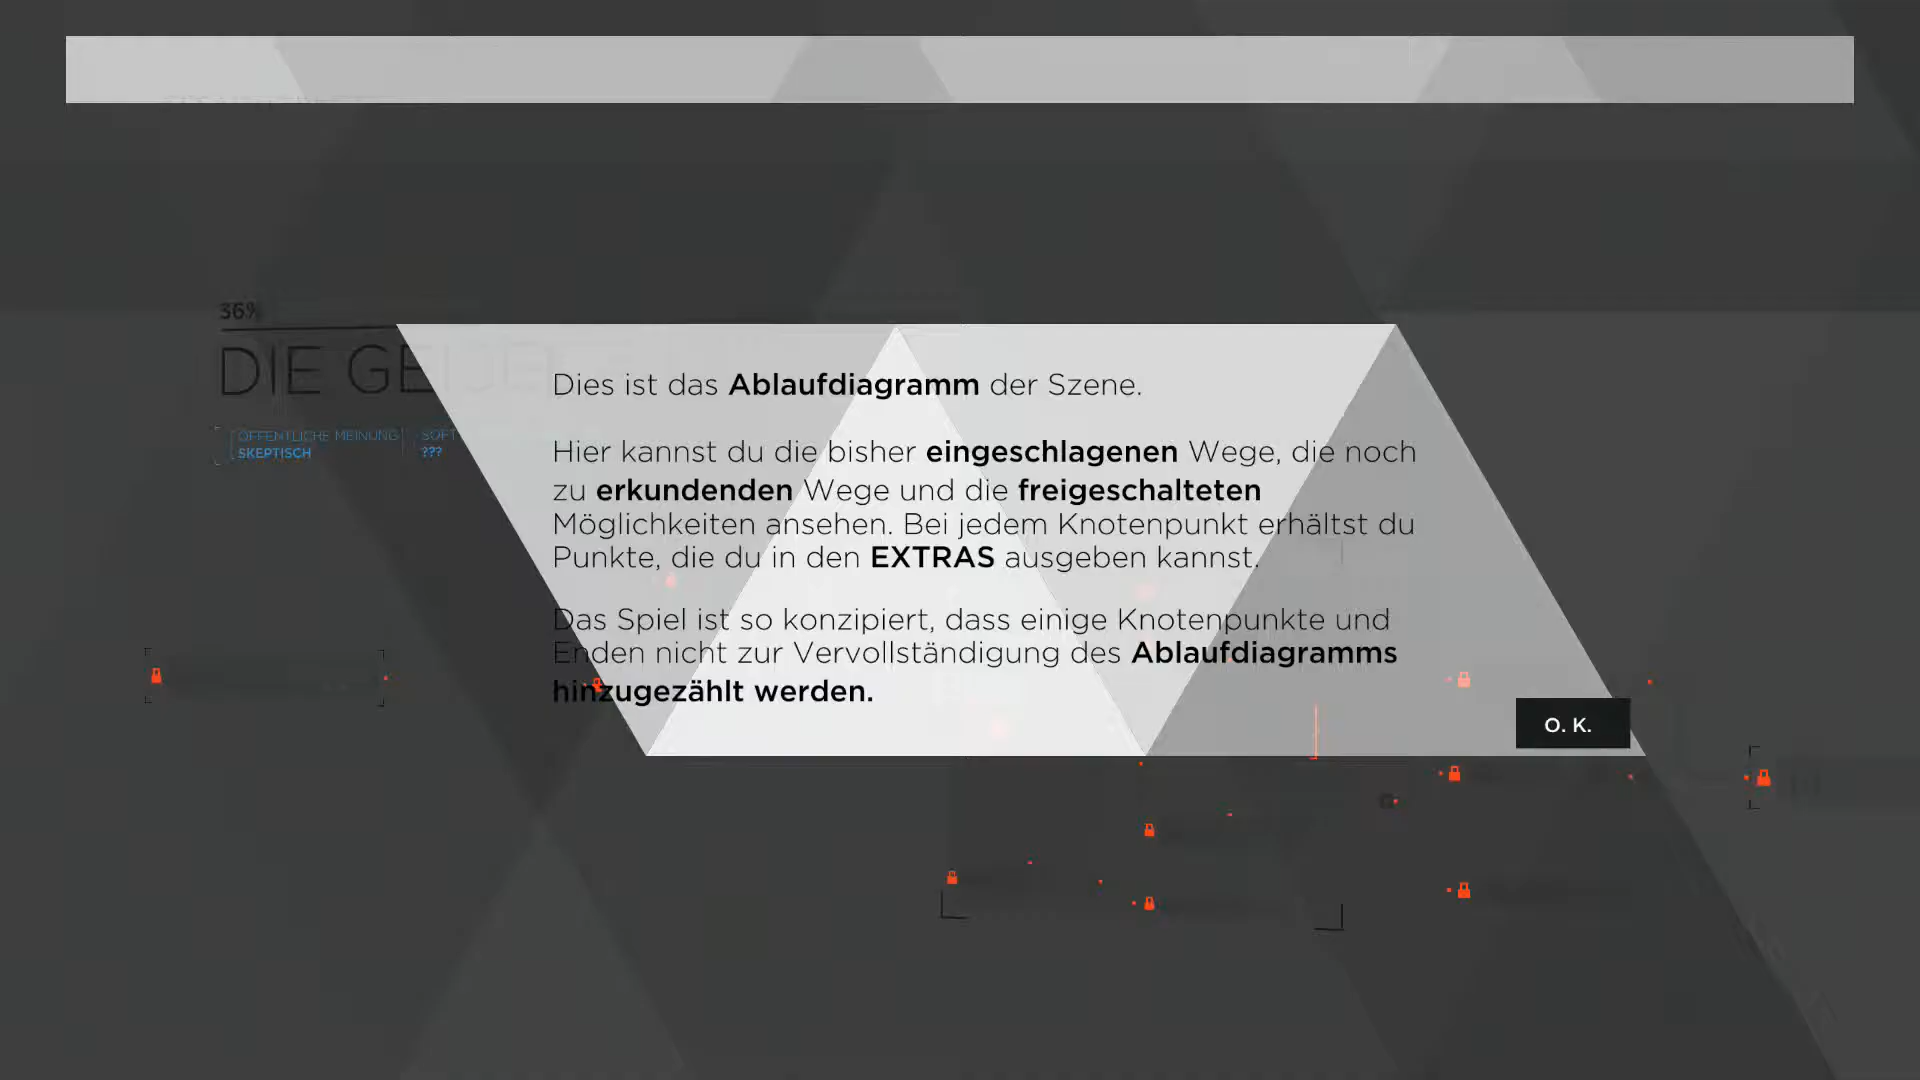 36%
DIE GEI
ÖFFENTLICHE MEINUNG
SOFT
SKEPTISCH
???
Dies ist das Ablaufdiagramm der Szene.
Hier kannst du die bisher eingeschlagenen Wege, die noch
zu erkundenden Wege und die freigeschalteten
Möglichkeiten ansehen. Bei jedem Knotenpunkt erhältst du
Punkte, die du in den EXTRAS ausgeben kannst.
Das Spiel ist so konzipiert, dass einige Knotenpunkte und
Enden nicht zur Vervollständigung des Ablaufdiagramms
hinzugezählt werden.
O. K.